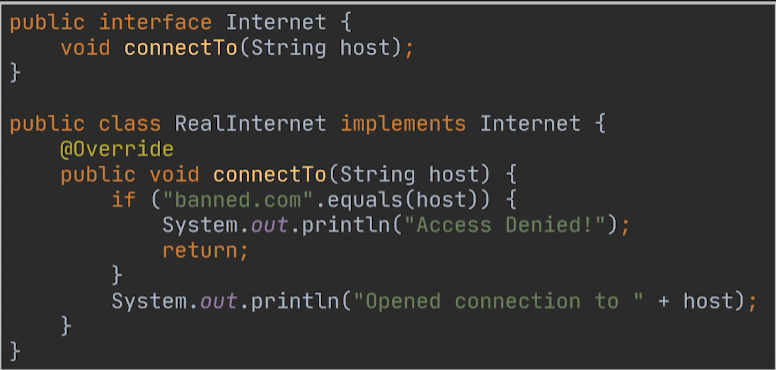 public interface Internet {
    void connectTo(String host);
}

public class RealInternet implements Internet {
    @Override
    public void connectTo(String host) {
        if ("banned.com".equals(host)) {
            System.out.println("Access Denied!");
            return;
        }
        System.out.println("Opened connection to " + host);
    }
}